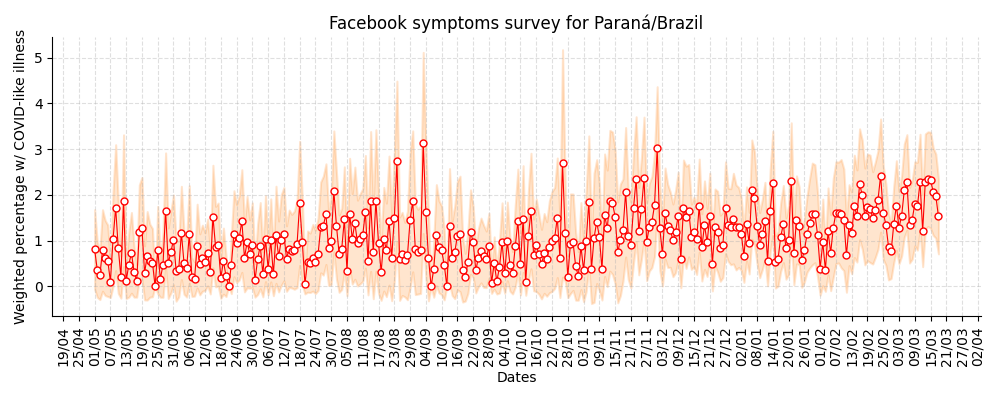 Facebook symptoms survey for Paraná/Brazil
Weighted percentage w/ COVID-like illness
5
4
3
2
1
0
19/04 25/04 01/05 07/05 13/05 19/05 25/05 31/05 06/06 12/06 18/06 24/06 30/06 06/07 12/07 18/07 24/07 30/07 05/08 11/08 17/08 23/08 29/08 04/09 10/09 16/09 22/09 28/09 04/10 10/10 16/10 22/10 28/10 03/11 09/11 15/11 21/11 27/11 03/12 09/12 15/12 21/12 27/12 02/01 08/01 14/01 20/01 26/01 01/02 07/02 13/02 19/02 25/02 03/03 09/03 15/03 21/03 27/03 02/04
Dates